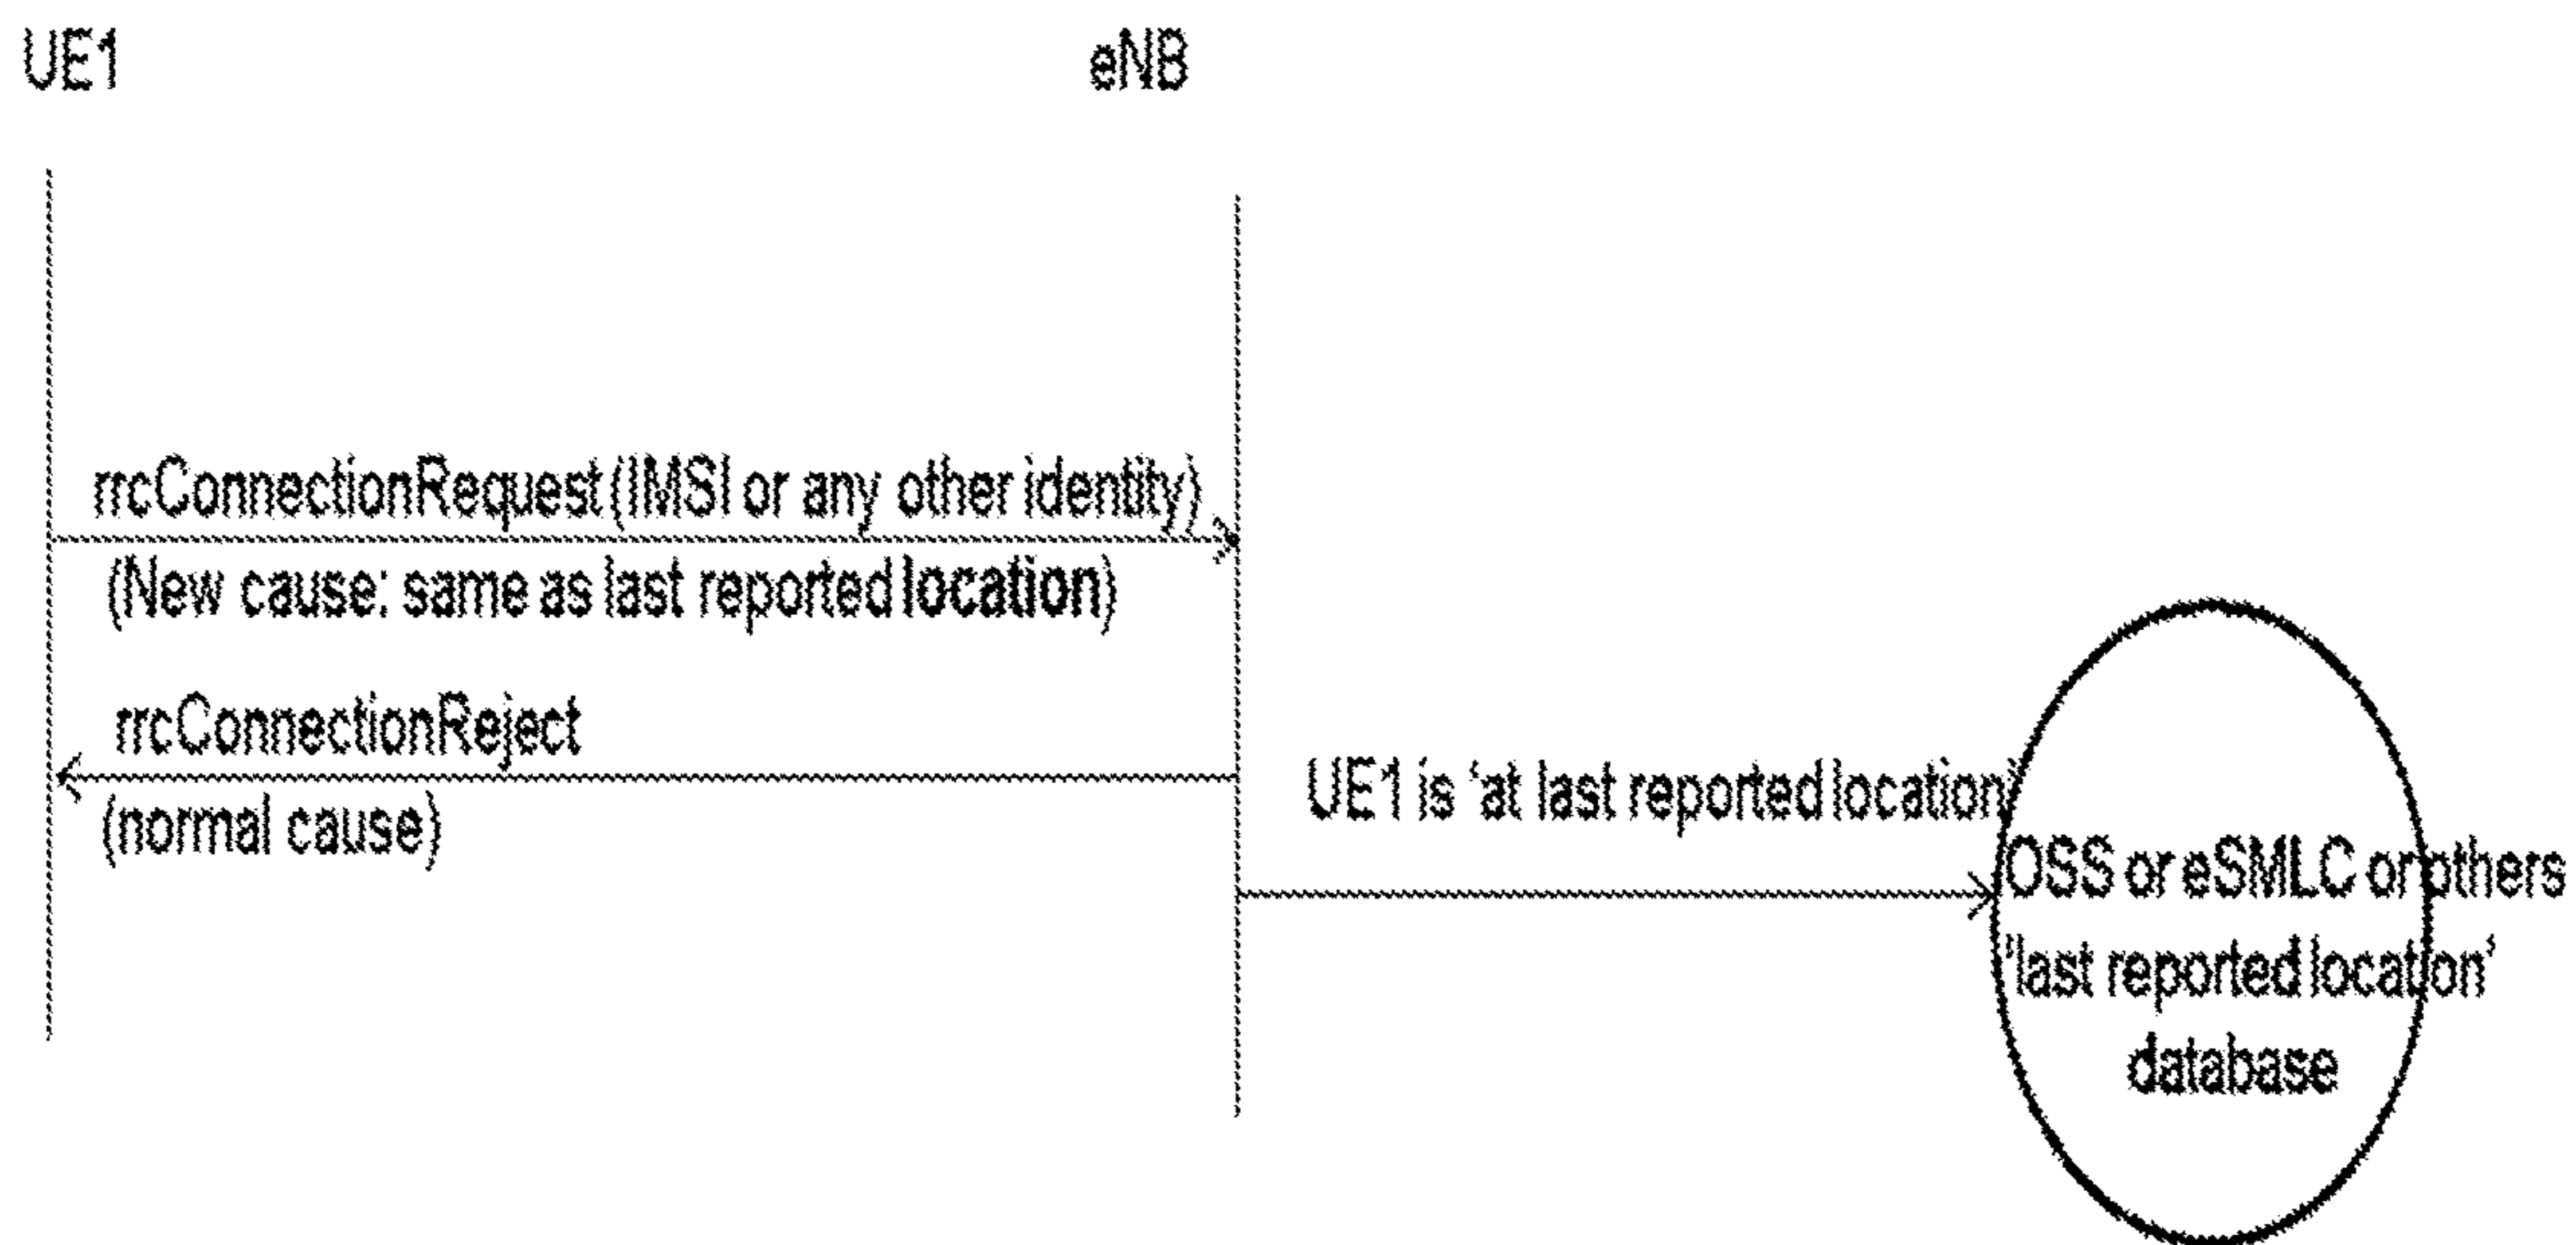 UE1
eNB
rrcConnectionRequest (IMSI or any other identity)
(New cause: same as last reported location)
rrcConnectionReject
(normal cause)
UE1 is ‘at last reported location’
OSS or eSMLC or others
'last reported location'
database